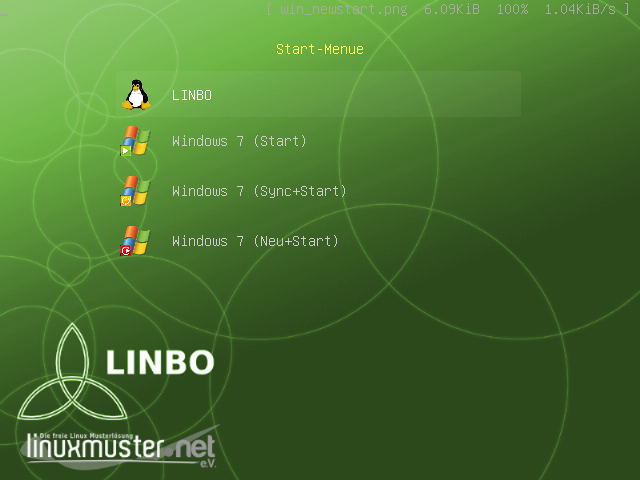 [ win_newstart.png 6.09KiB 100% 1.04KiB/s ]
Start-Menue
LINBO
Windows 7 (Start)
Windows 7 (Sync+Start)
Windows 7 (Neu+Start)
LINBO
Die freie Linux Musterlösung
linuxmuster.net
e.V.